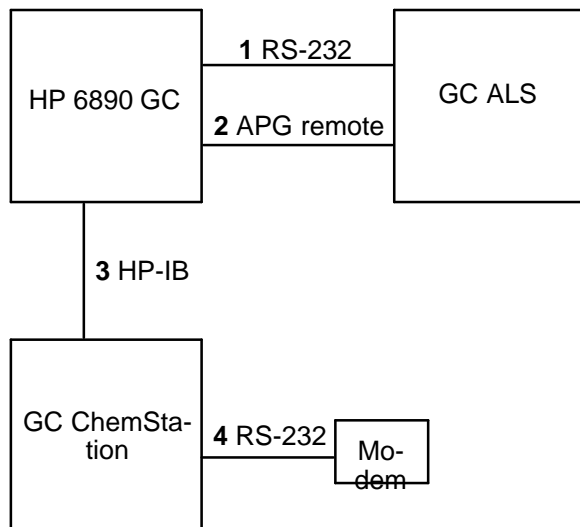 1 RS-232
HP 6890 GC
GC ALS
2 APG remote
3 HP-IB
GC ChemSta-
tion
4 RS-232
Mo-
dem